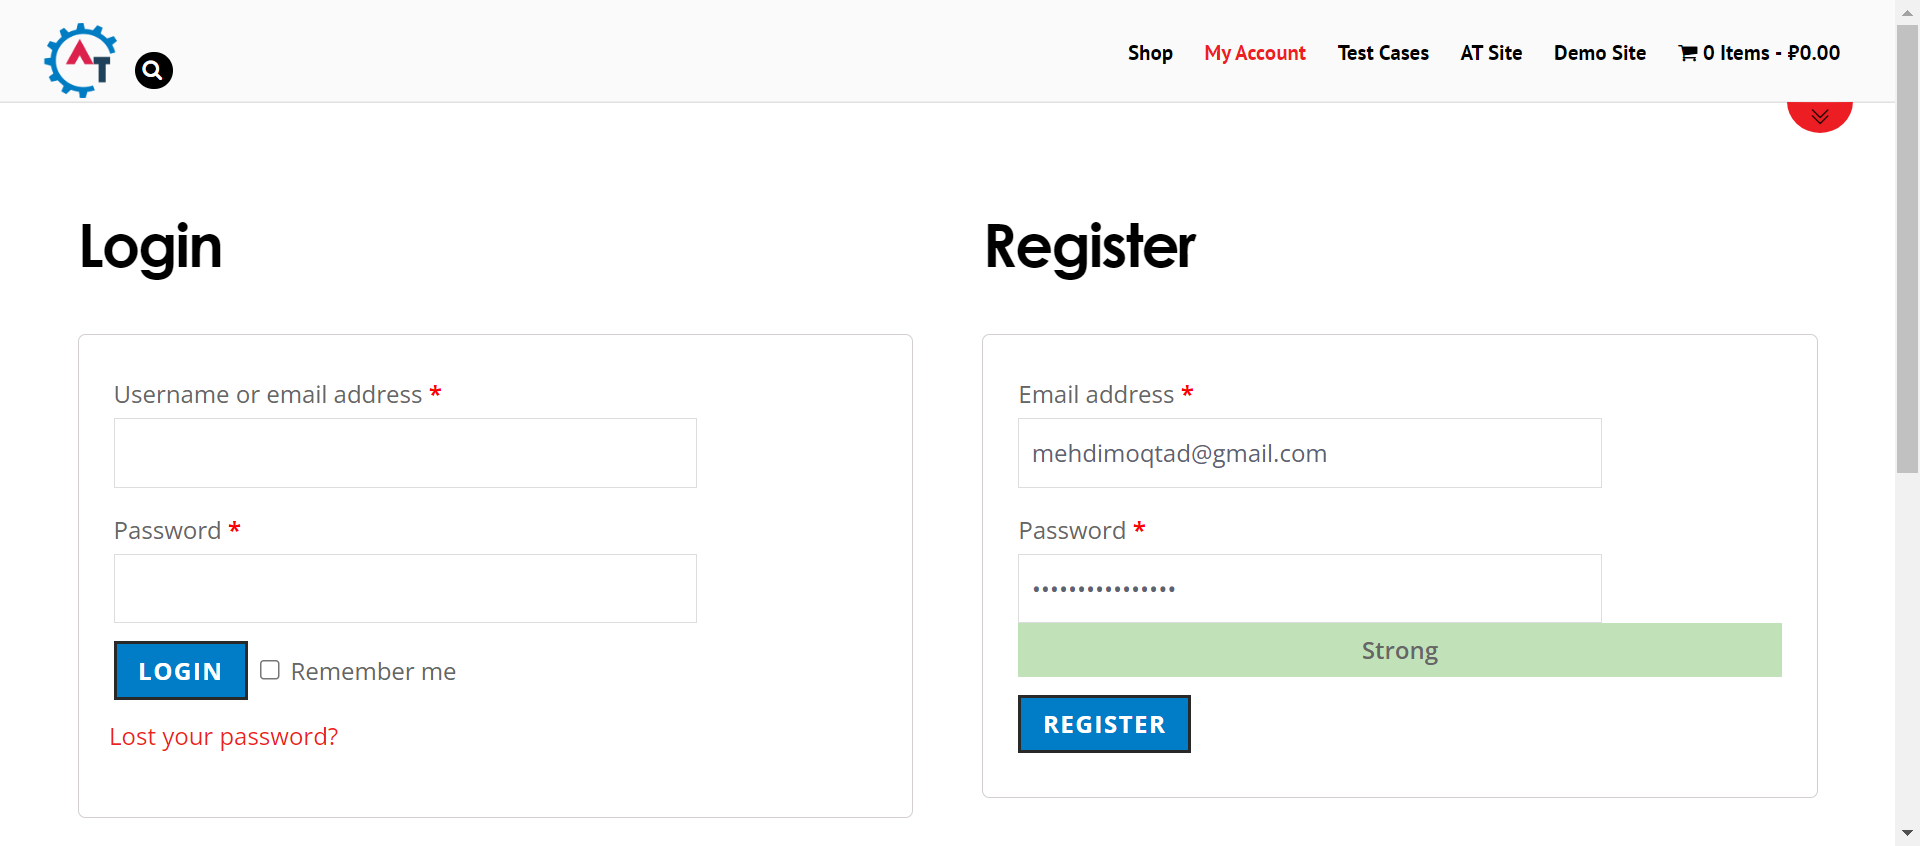 AT
Shop My Account Test Cases AT Site Demo Site 0 Items - ₽0.00
Login
Username or email address *
Password *
LOGIN Remember me
Lost your password?
Register
Email address *
mehdimoqtad@gmail.com
Password *
••••••••••••••••
Strong
REGISTER